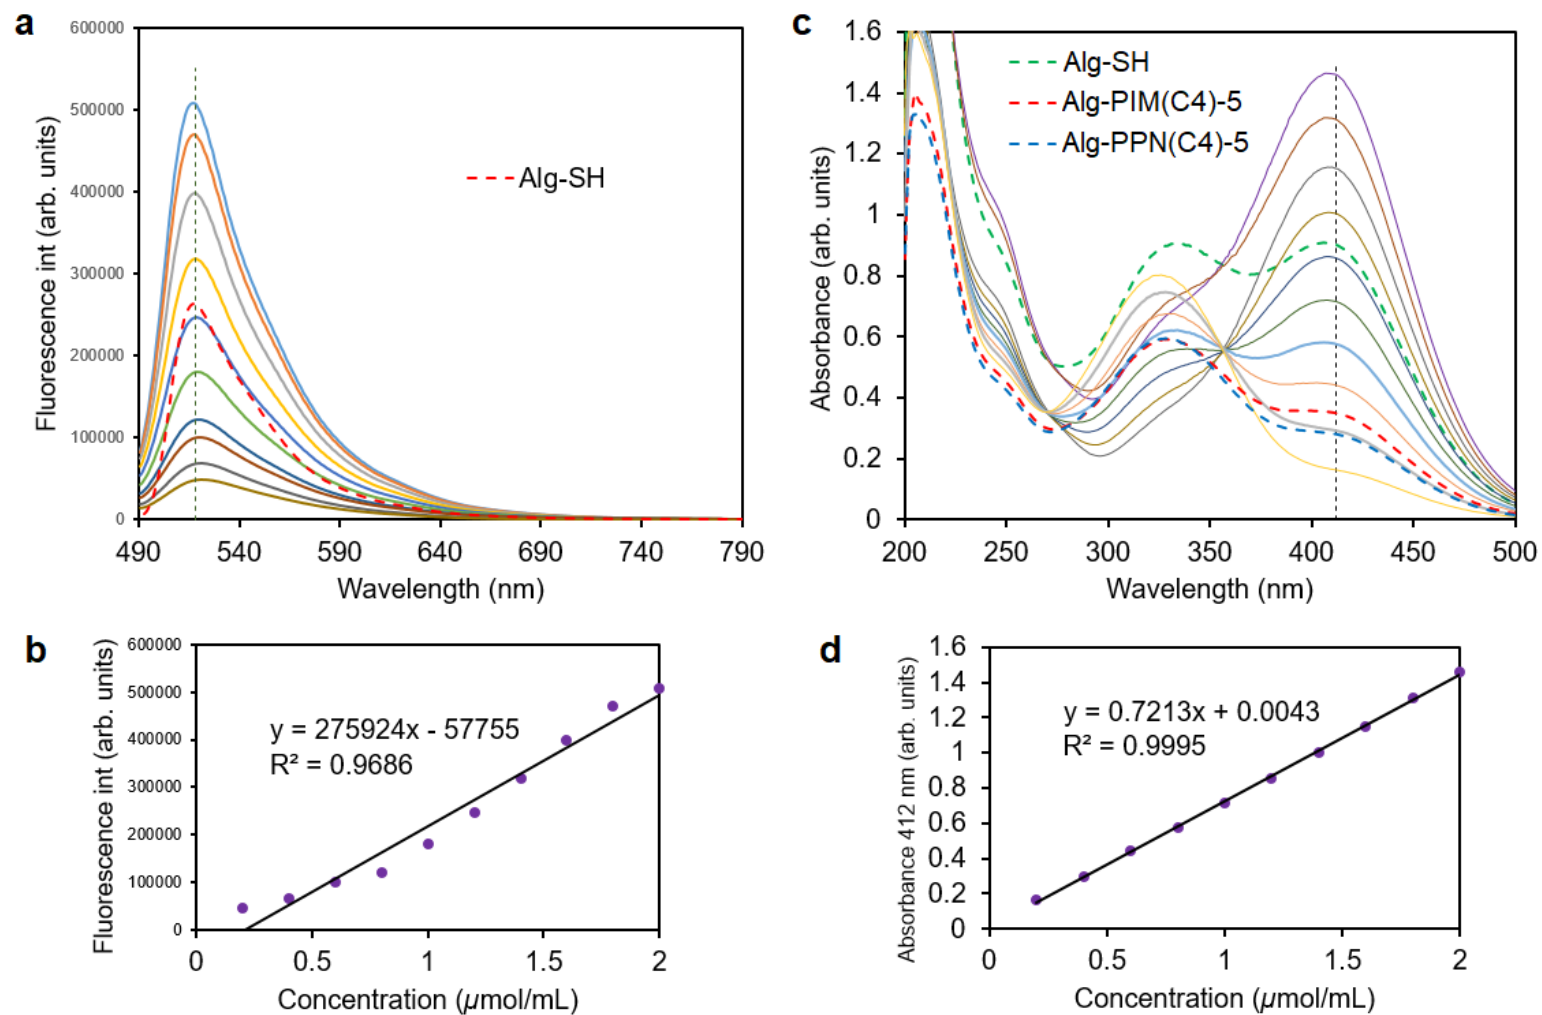 a
600000
500000
400000
300000
200000
100000
0
Fluorescence int (arb. units)
Alg-SH
490 540 590 640 690 740 790
Wavelength (nm)
c
1.6
1.4
1.2
1
0.8
0.6
0.4
0.2
0
Absorbance (arb. units)
Alg-SH
Alg-PIM(C4)-5
Alg-PPN(C4)-5
200 250 300 350 400 450 500
Wavelength (nm)
b
600000
500000
400000
300000
200000
100000
0
Fluorescence int (arb. units)
y = 275924x - 57755
R² = 0.9686
0 0.5 1 1.5 2
Concentration (µmol/mL)
d
1.6
1.4
1.2
1
0.8
0.6
0.4
0.2
0
Absorbance 412 nm (arb. units)
y = 0.7213x + 0.0043
R² = 0.9995
0 0.5 1 1.5 2
Concentration (µmol/mL)